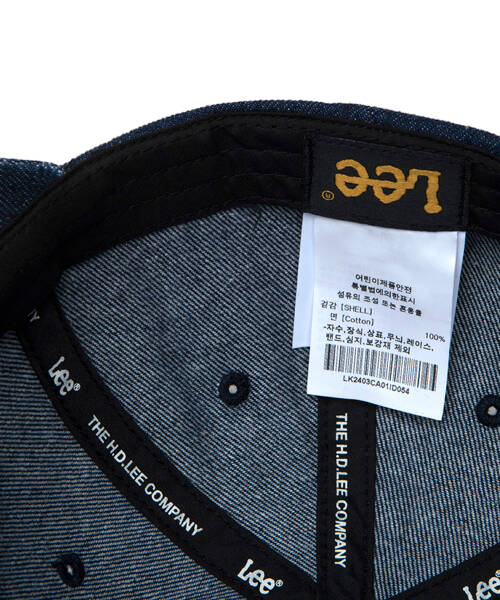 Lee
®
어린이제품안전
특별법에의한표시
섬유의 조성 또는 혼용율
겉감 [SHELL]
면 [Cotton] 100%
-자수,장식,상표,무늬,레이스,
밴드,심지,보강재 제외
LK2403CA01ID054
Lee®
THE H.D.LEE COMPANY
Lee®
THE H.D.LEE COMPANY
Lee